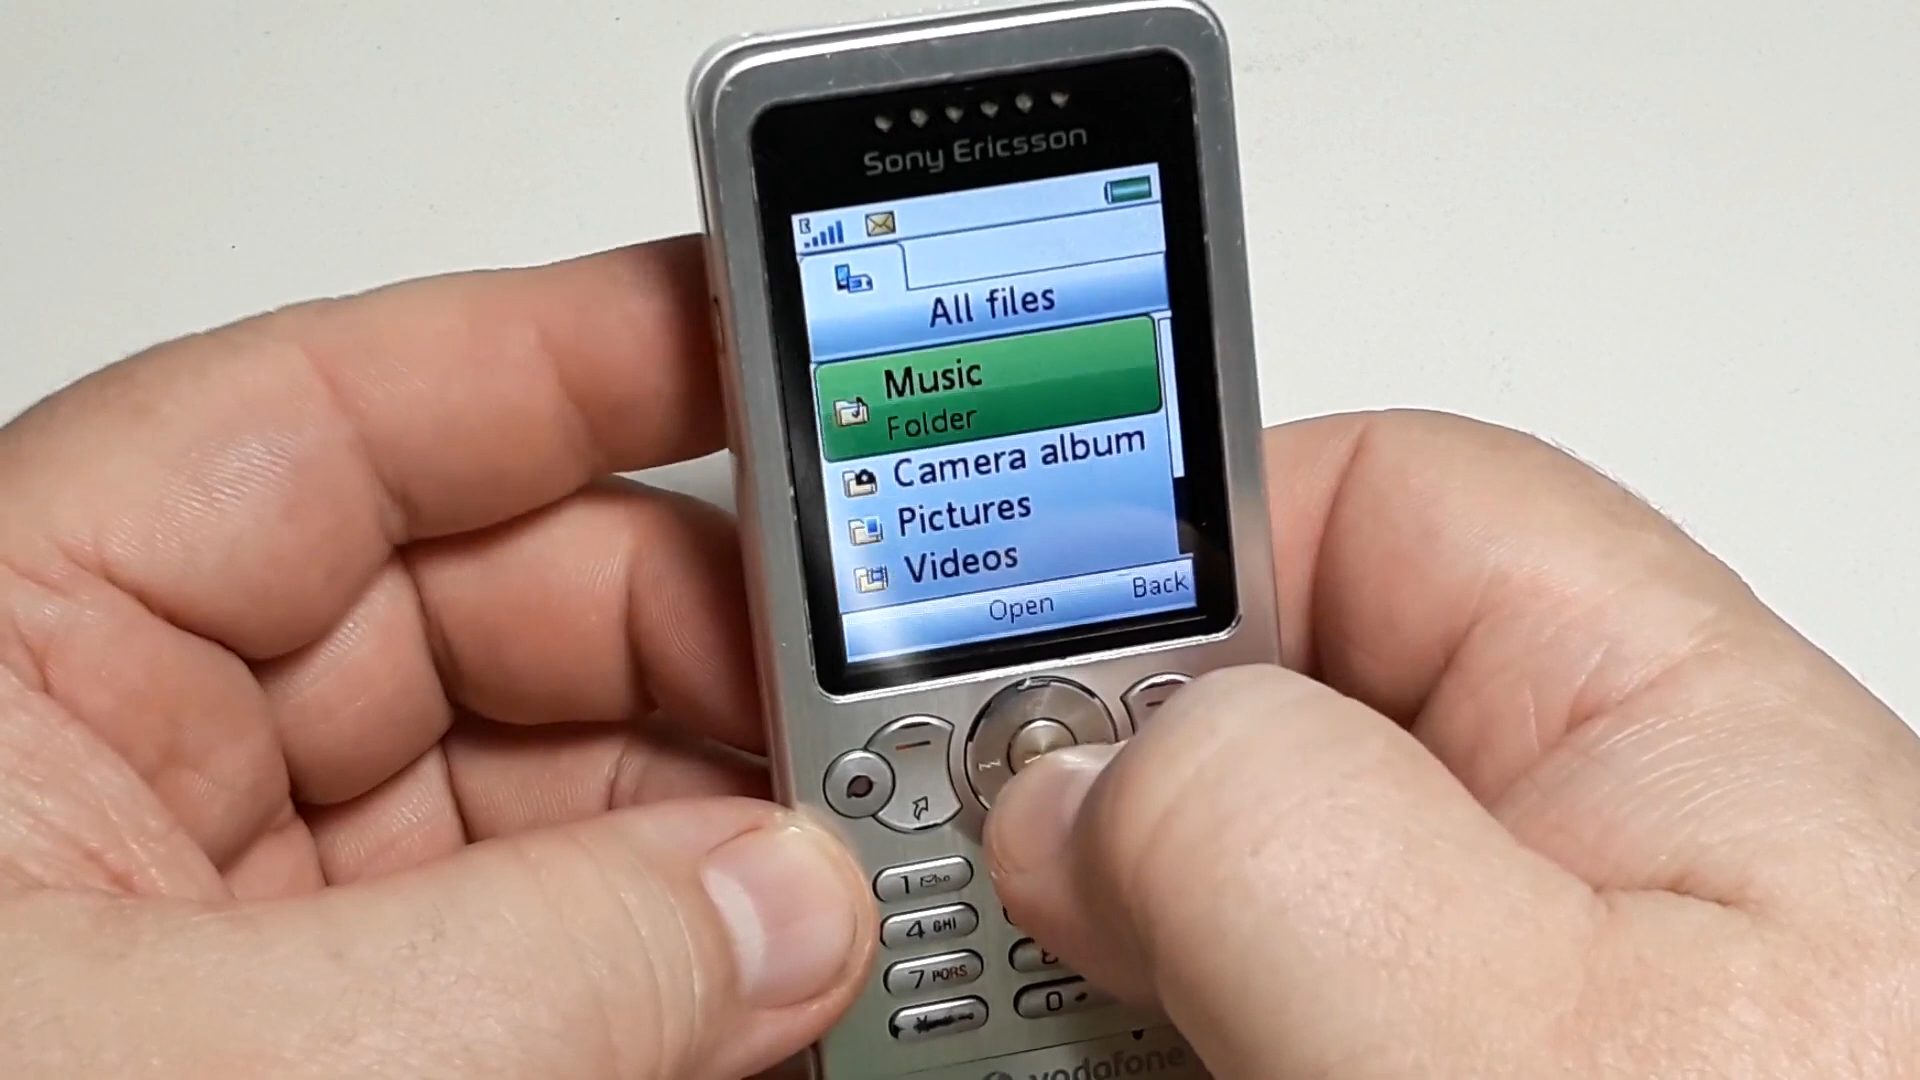 Sony Ericsson
All files
Music
Folder
Camera album
Pictures
Videos
Open Back
1
4 GHI
7 PQRS
0
vodafone